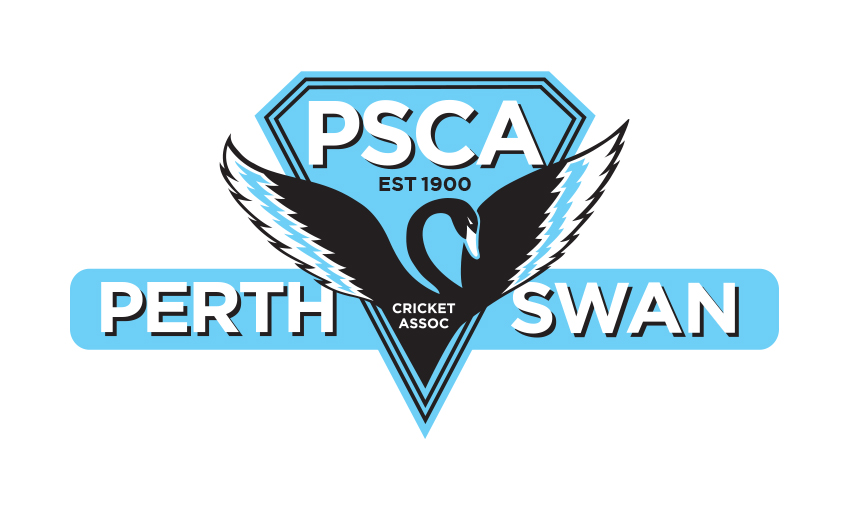 PSCA
EST 1900
PERTH SWAN
CRICKET
ASSOC